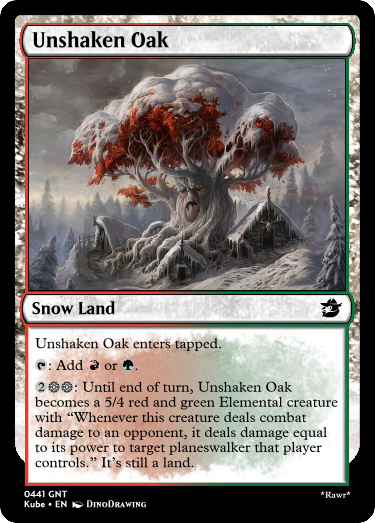 Unshaken Oak
Snow Land
Unshaken Oak enters tapped.
: Add or .
2 : Until end of turn, Unshaken Oak
becomes a 5/4 red and green Elemental creature
with “Whenever this creature deals combat
damage to an opponent, it deals damage equal
to its power to target planeswalker that player
controls.” It’s still a land.
0441 GNT
Kube • EN DinoDrawing
*Rawr*